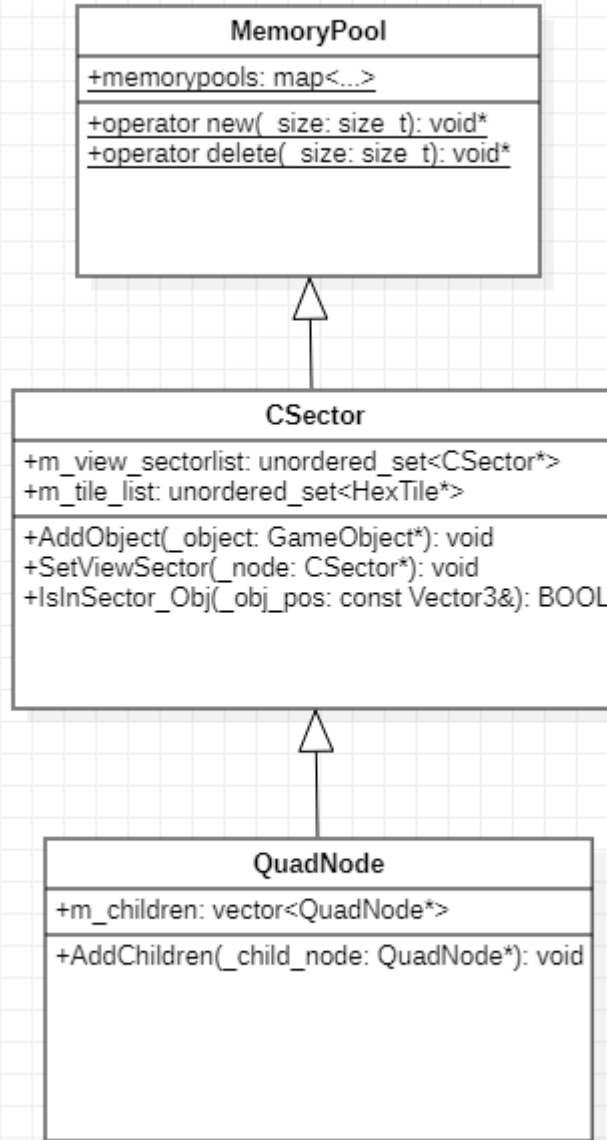 MemoryPool
+memorypools: map<...>
+operator new(_size: size_t): void*
+operator delete(_size: size_t): void*
CSector
+m_view_sectorlist: unordered_set<CSector*>
+m_tile_list: unordered_set<HexTile*>
+AddObject(_object: GameObject*): void
+SetViewSector(_node: CSector*): void
+IsInSector_Obj(_obj_pos: const Vector3&): BOOL
QuadNode
+m_children: vector<QuadNode*>
+AddChildren(_child_node: QuadNode*): void